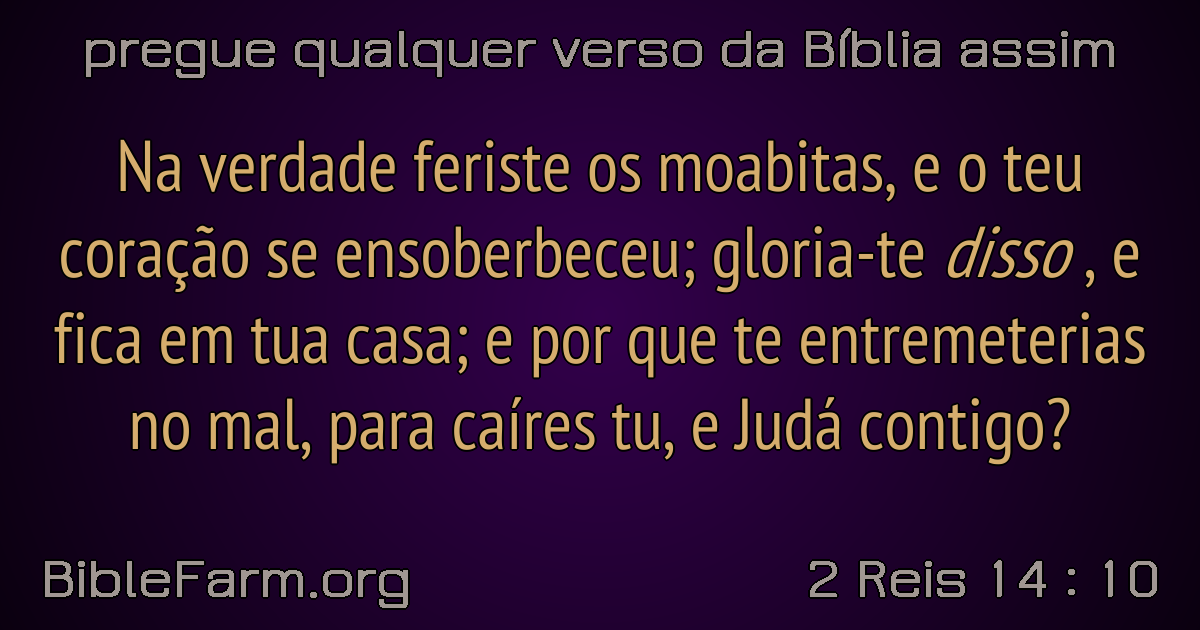 pregue qualquer verso da Bíblia assim
Na verdade feriste os moabitas, e o teu
coração se ensoberbeceu; gloria-te disso , e
fica em tua casa; e por que te entremeterias
no mal, para caíres tu, e Judá contigo?
BibleFarm.org
2 Reis 14 : 10